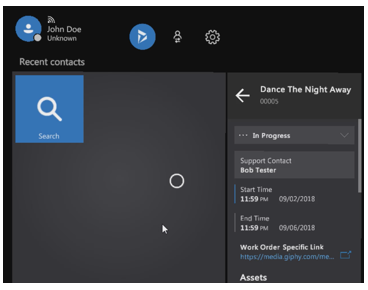 John Doe
Unknown
Recent contacts
Search
Dance The Night Away
00005
··· In Progress
Support Contact
Bob Tester
Start Time
11:59 PM 09/02/2018
End Time
11:59 PM 09/06/2018
Work Order Specific Link
https://media.giphy.com/me...
Assets